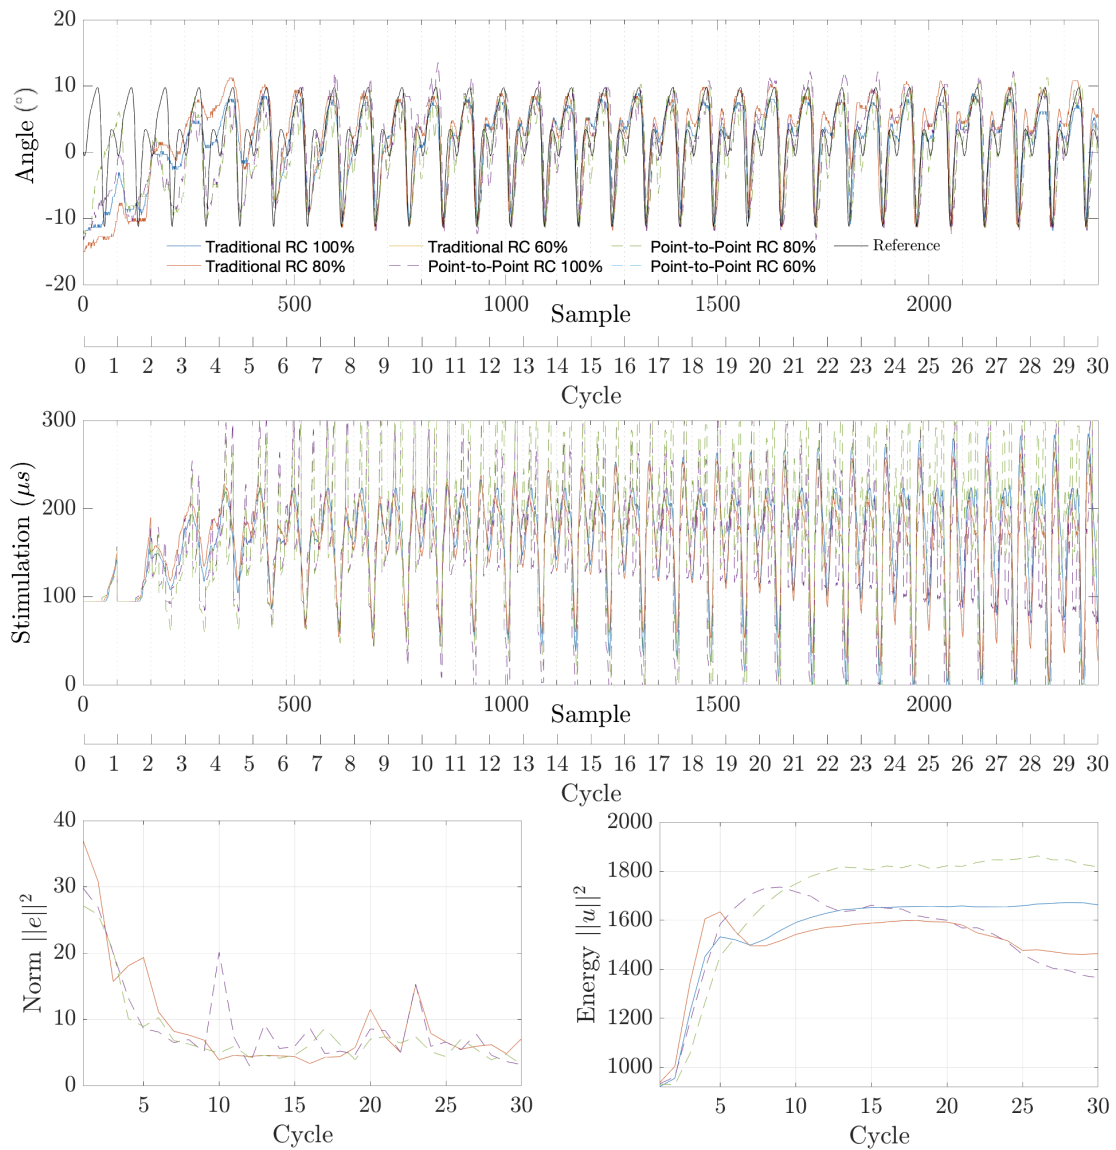 20
10
0
-10
-20
Angle (°)
Traditional RC 100%
Traditional RC 60%
Point-to-Point RC 80%
Reference
Traditional RC 80%
Point-to-Point RC 100%
Point-to-Point RC 60%
0 500 1000 1500 2000
Sample
0 1 2 3 4 5 6 7 8 9 10 11 12 13 14 15 16 17 18 19 20 21 22 23 24 25 26 27 28 29 30
Cycle
300
200
100
0
Stimulation (μs)
0 500 1000 1500 2000
Sample
0 1 2 3 4 5 6 7 8 9 10 11 12 13 14 15 16 17 18 19 20 21 22 23 24 25 26 27 28 29 30
Cycle
40
30
20
10
0
Norm ||e||²
5 10 15 20 25 30
Cycle
2000
1800
1600
1400
1200
1000
Energy ||u||²
5 10 15 20 25 30
Cycle